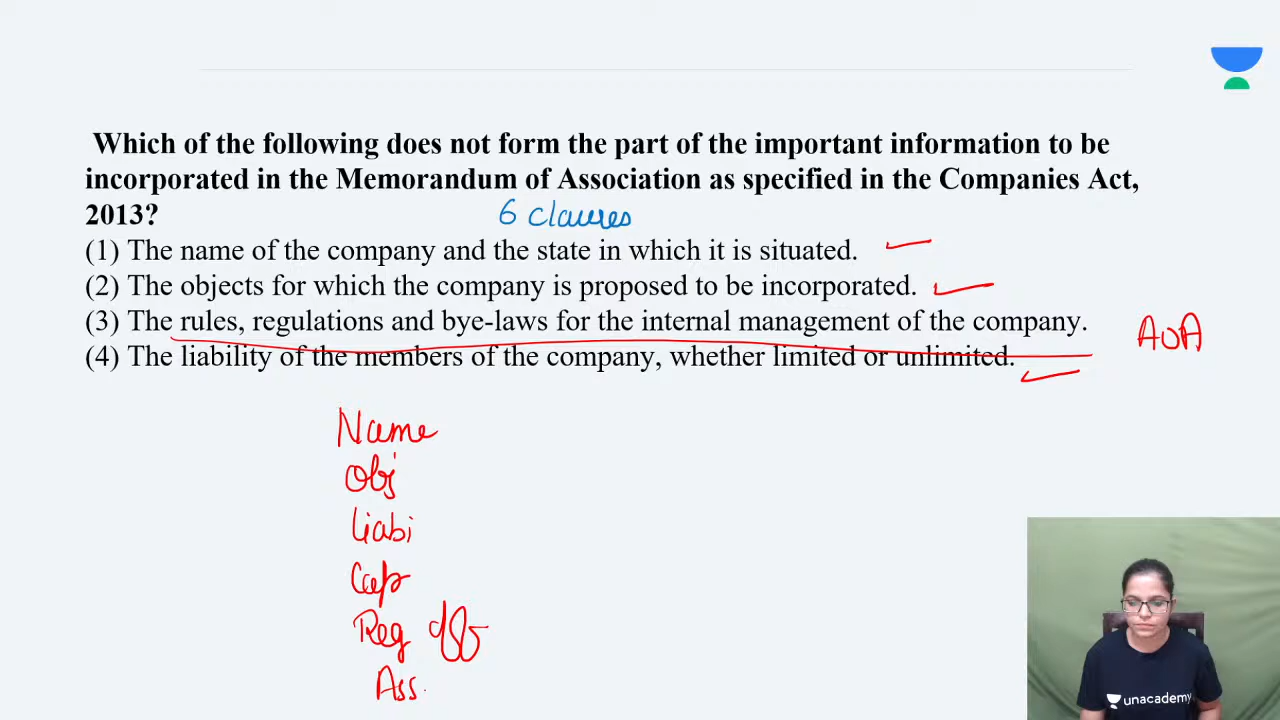 Which of the following does not form the part of the important information to be
incorporated in the Memorandum of Association as specified in the Companies Act,
2013?
6 clauses
(1) The name of the company and the state in which it is situated.
(2) The objects for which the company is proposed to be incorporated.
(3) The rules, regulations and bye-laws for the internal management of the company.
AOA
(4) The liability of the members of the company, whether limited or unlimited.
Name
Obj
Liabi
Cap
Reg off
Ass.
unacademy